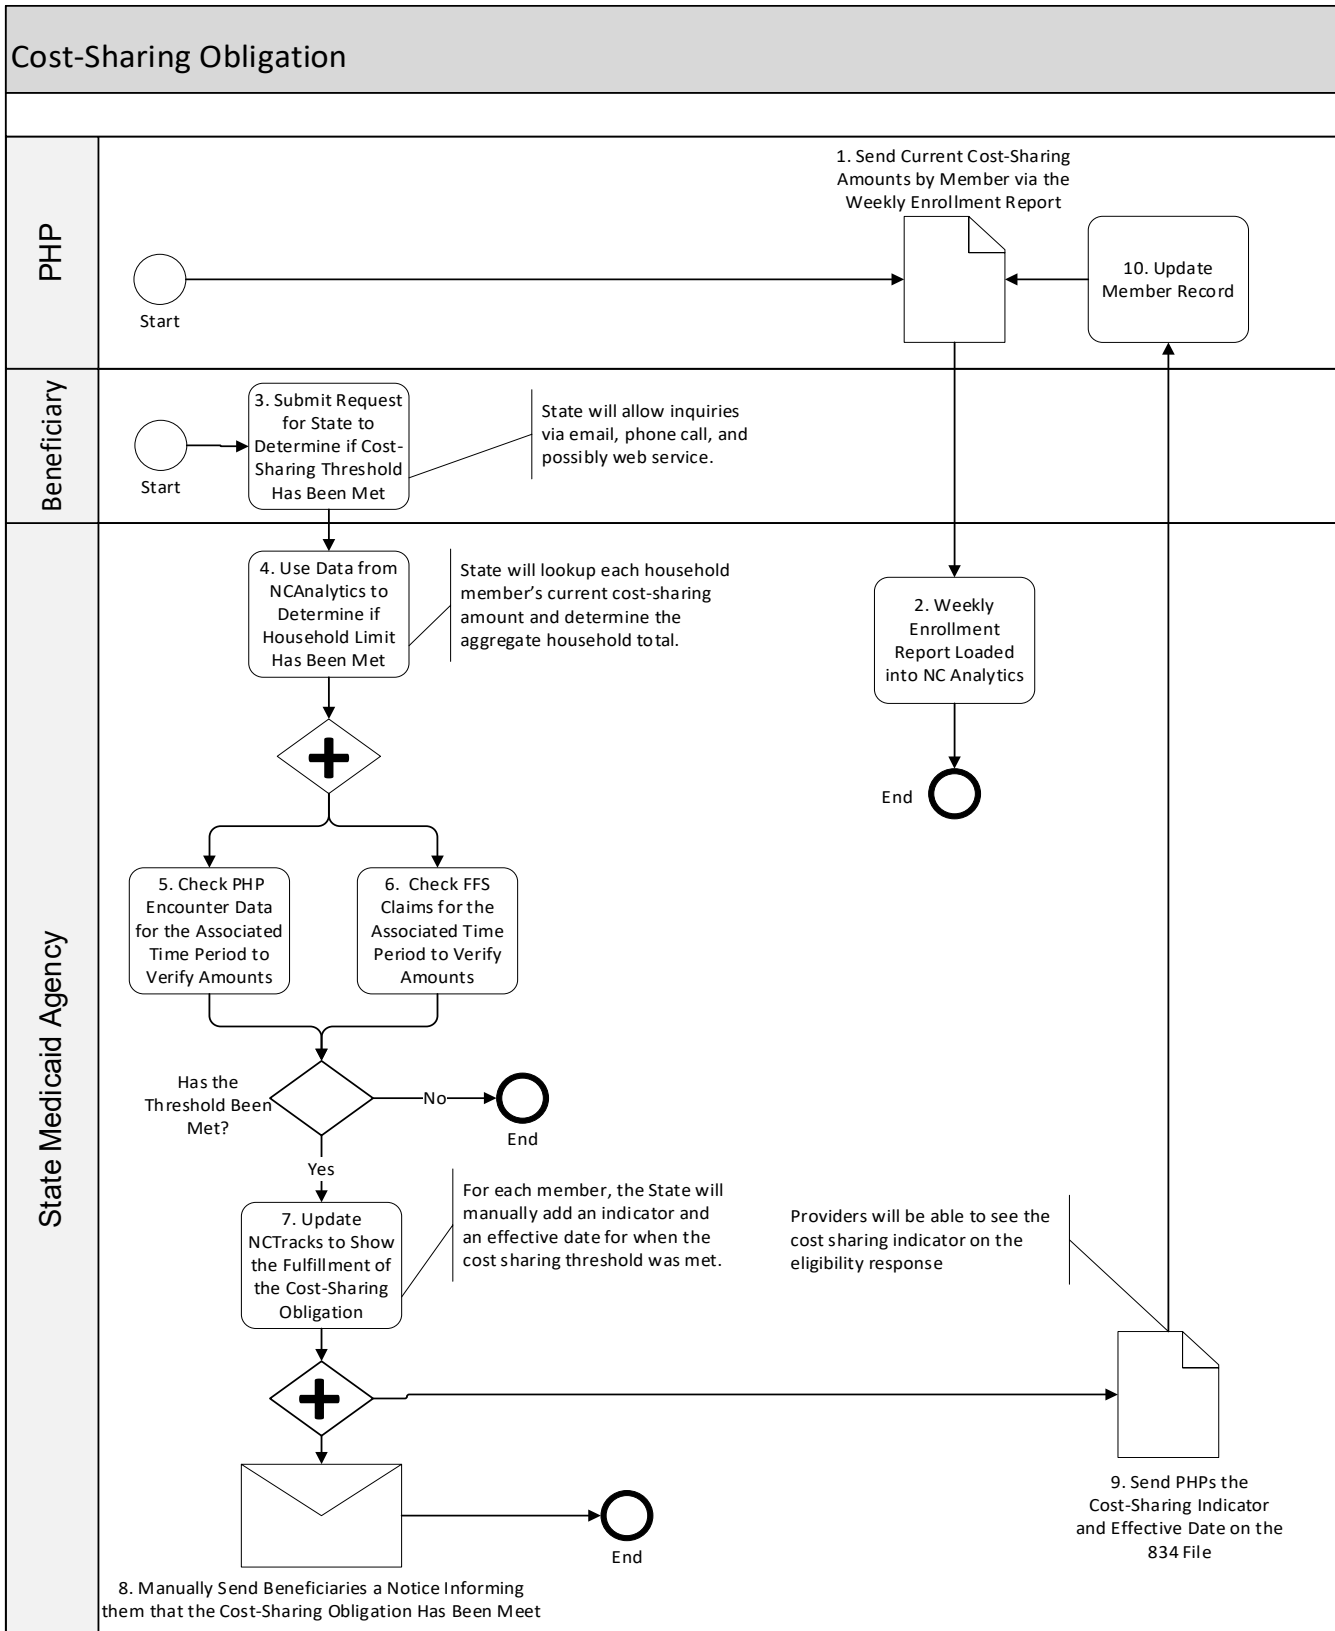 Cost-Sharing Obligation
PHP
Start
1. Send Current Cost-Sharing
Amounts by Member via the
Weekly Enrollment Report
10. Update
Member Record
Beneficiary
Start
3. Submit Request
for State to
Determine if Cost-
Sharing Threshold
Has Been Met
State will allow inquiries
via email, phone call, and
possibly web service.
State Medicaid Agency
4. Use Data from
NCAnalytics to
Determine if
Household Limit
Has Been Met
State will lookup each household
member's current cost-sharing
amount and determine the
aggregate household total.
2. Weekly
Enrollment
Report Loaded
into NC Analytics
End
5. Check PHP
Encounter Data
for the Associated
Time Period to
Verify Amounts
6. Check FFS
Claims for the
Associated Time
Period to Verify
Amounts
Has the
Threshold Been
Met?
No
End
Yes
7. Update
NCTracks to Show
the Fulfillment of
the Cost-Sharing
Obligation
For each member, the State will
manually add an indicator and
an effective date for when the
cost sharing threshold was met.
Providers will be able to see the
cost sharing indicator on the
eligibility response
9. Send PHPs the
Cost-Sharing Indicator
and Effective Date on the
834 File
End
8. Manually Send Beneficiaries a Notice Informing
them that the Cost-Sharing Obligation Has Been Meet